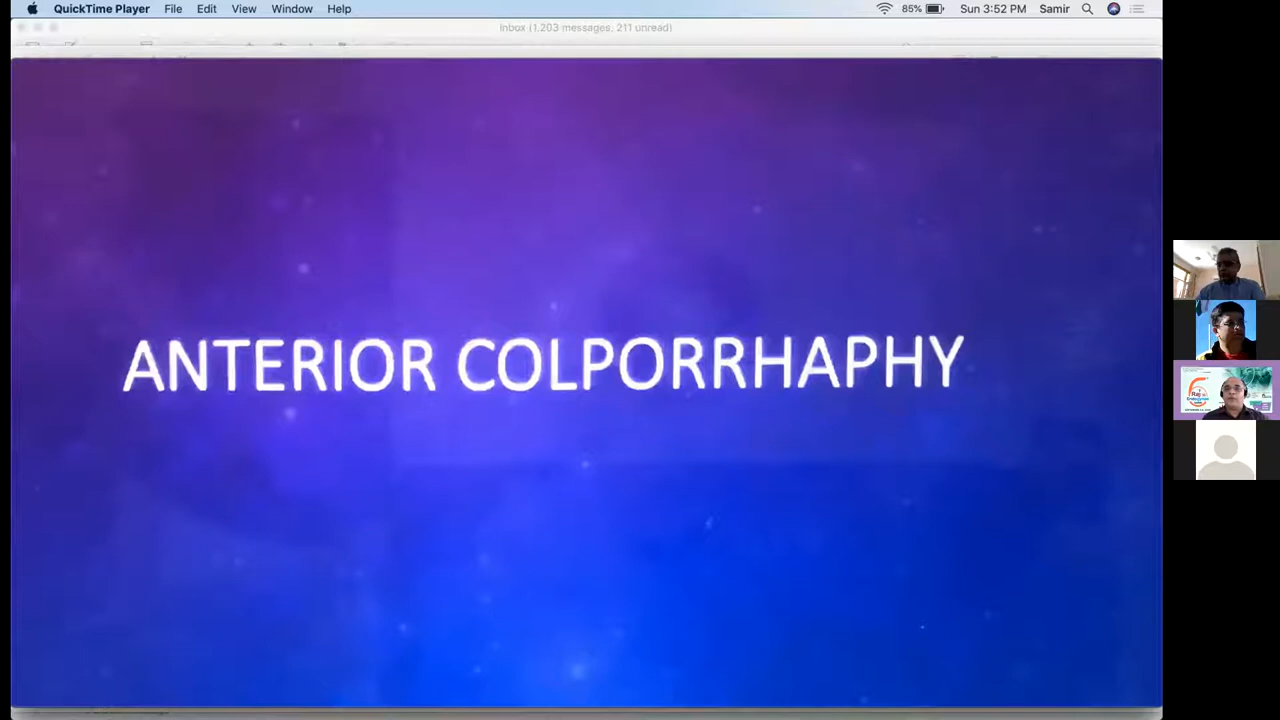 QuickTime Player File Edit View Window Help 85% Sun 3:52 PM Samir
Inbox (1,203 messages, 211 unread)
ANTERIOR COLPORRHAPHY